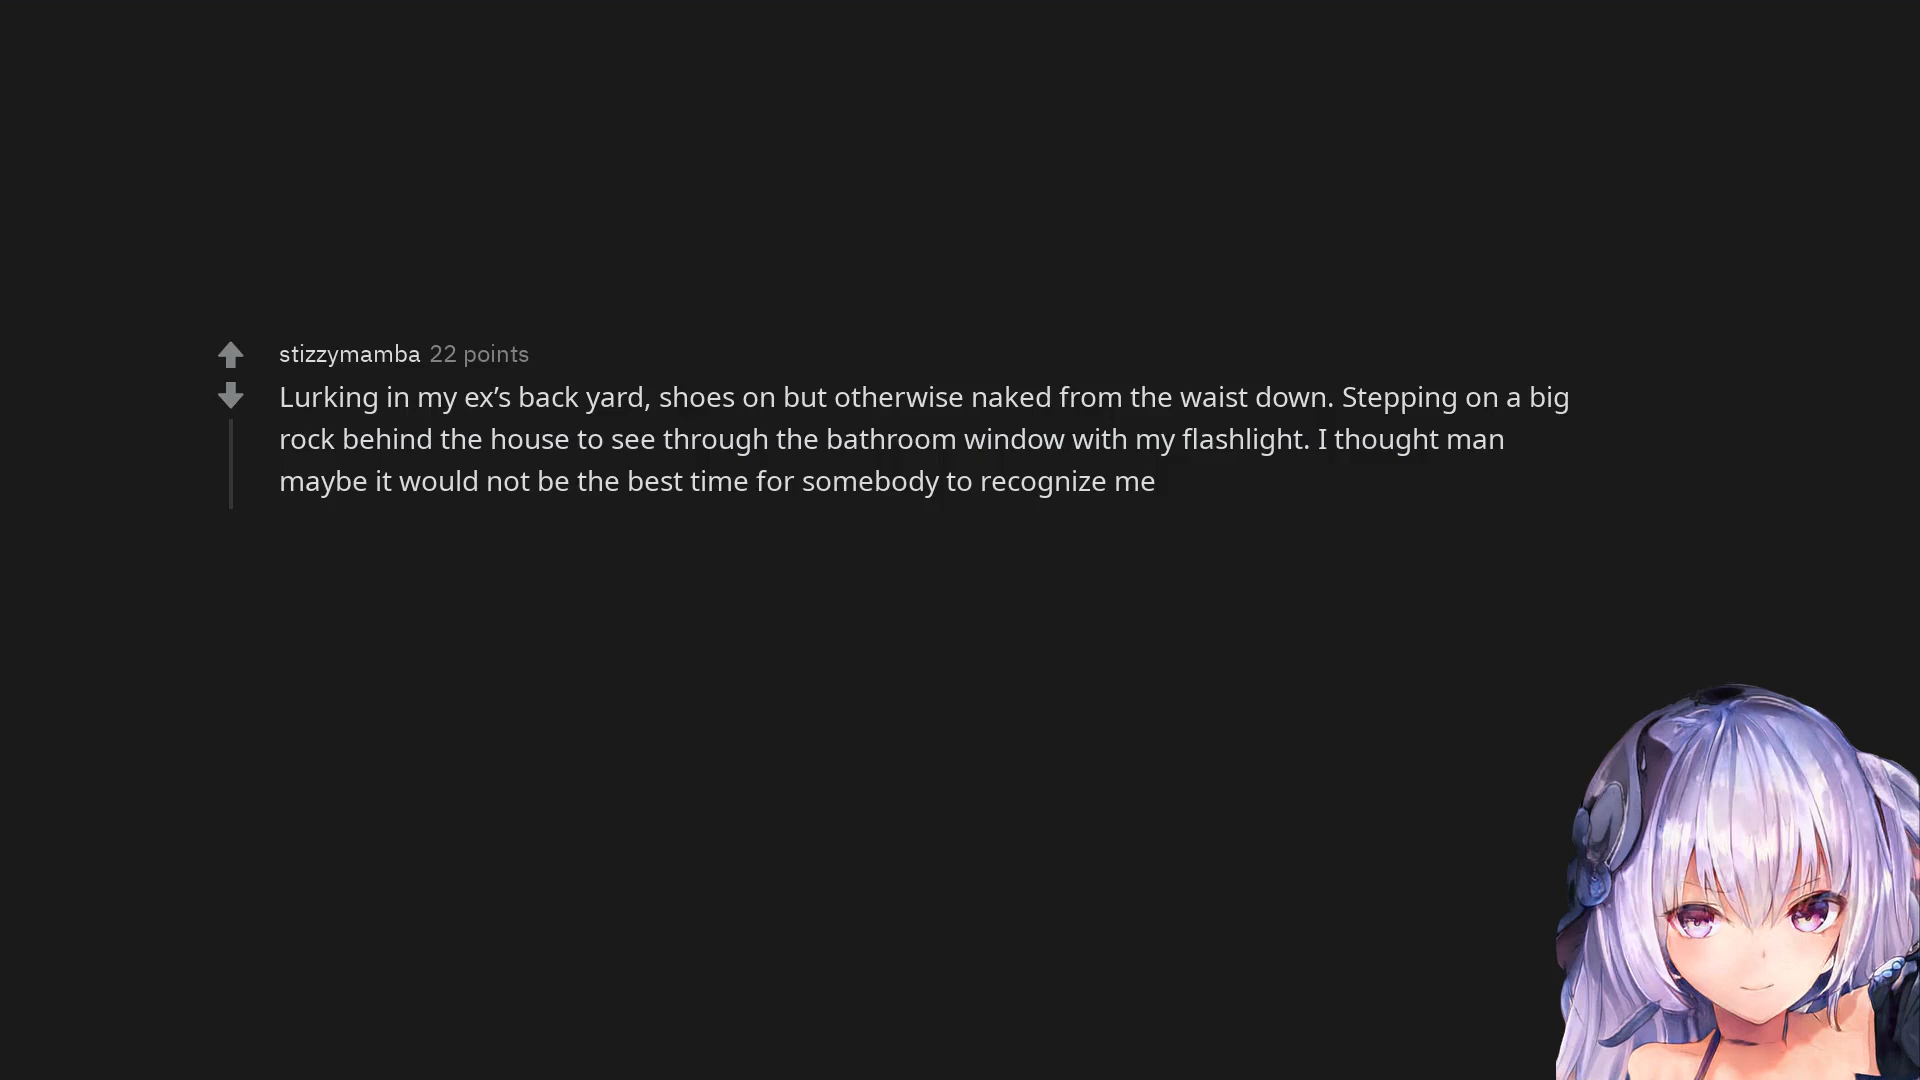 stizzymamba 22 points
Lurking in my ex’s back yard, shoes on but otherwise naked from the waist down. Stepping on a big
rock behind the house to see through the bathroom window with my flashlight. I thought man
maybe it would not be the best time for somebody to recognize me